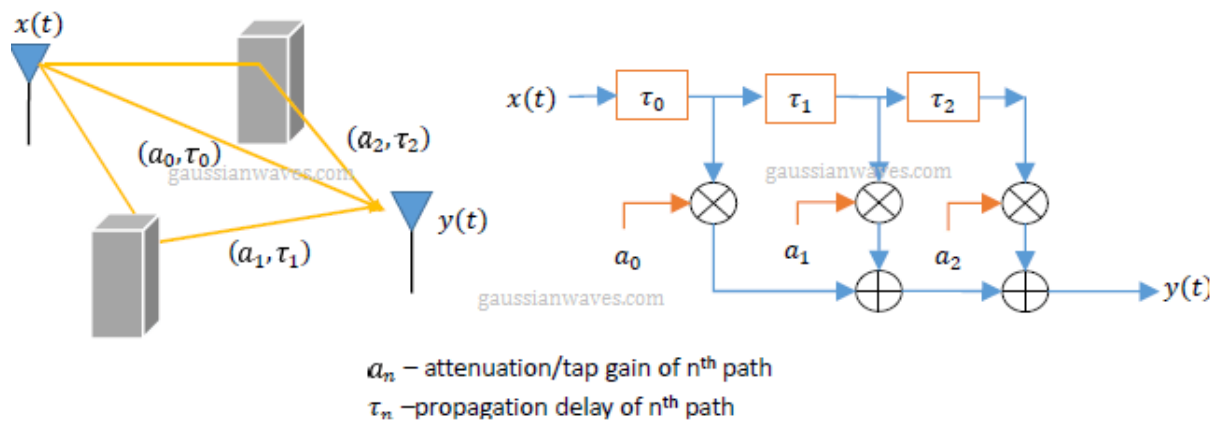 x(t)
(a₀,τ₀)
(a₂,τ₂)
gaussianwaves.com
y(t)
(a₁,τ₁)
x(t)
τ₀
τ₁
τ₂
gaussianwaves.com
a₀
a₁
a₂
y(t)
gaussianwaves.com
aₙ – attenuation/tap gain of nᵗʰ path
τₙ –propagation delay of nᵗʰ path